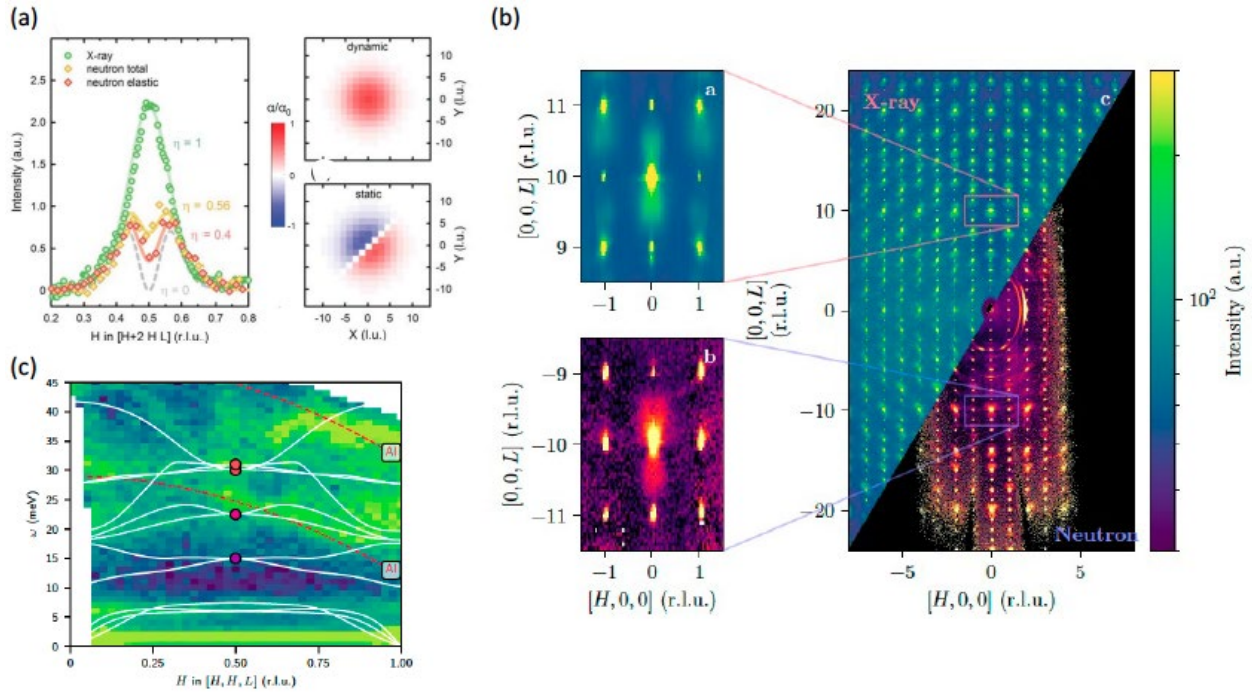 (a)
Intensity (a.u.)
2.5
2.0
1.5
1.0
0.5
0
X-ray
neutron total
neutron elastic
η = 1
η = 0.56
η = 0.4
η = 0
0.2 0.3 0.4 0.5 0.6 0.7 0.8
H in [H+2 H L] (r.l.u.)
α/α0
1
-1
dynamic
10
5
0
-5
-10
Y (l.u.)
static
10
5
0
-5
-10
Y (l.u.)
-10 -5 0 5 10
X (l.u.)
(b)
a
[0, 0, L] (r.l.u.)
11
10
9
−1 0 1
b
[0, 0, L] (r.l.u.)
−9
−10
−11
−1 0 1
[H, 0, 0] (r.l.u.)
X-ray
c
[0, 0, L]
(r.l.u.)
20
10
0
−10
−20
Neutron
−5 0 5
[H, 0, 0] (r.l.u.)
10²
Intensity (a.u.)
(c)
ω (meV)
45
40
35
30
25
20
15
10
5
0
Al
Al
0 0.25 0.50 0.75 1.00
H in [H, H, L] (r.l.u.)